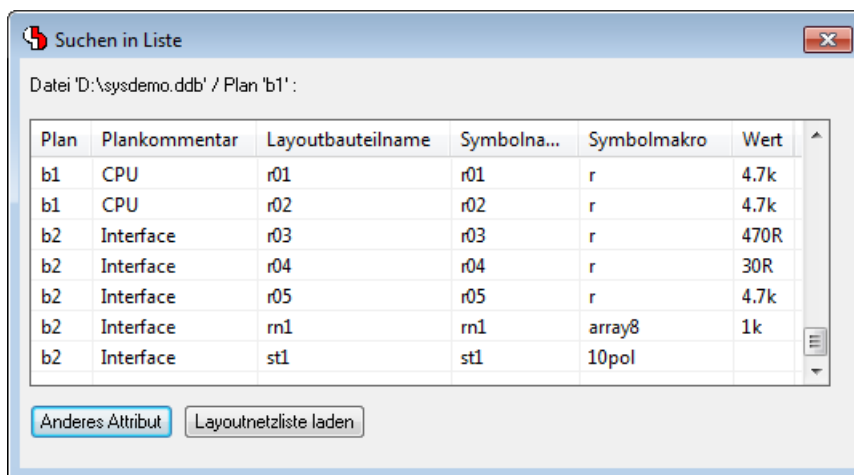 Suchen in Liste
Datei 'D:\sysdemo.ddb' / Plan 'b1' :
Plan Plankommentar Layoutbauteilname Symbolna... Symbolmakro Wert
b1 CPU r01 r01 r 4.7k
b1 CPU r02 r02 r 4.7k
b2 Interface r03 r03 r 470R
b2 Interface r04 r04 r 30R
b2 Interface r05 r05 r 4.7k
b2 Interface rn1 rn1 array8 1k
b2 Interface st1 st1 10pol
Anderes Attribut Layoutnetzliste laden